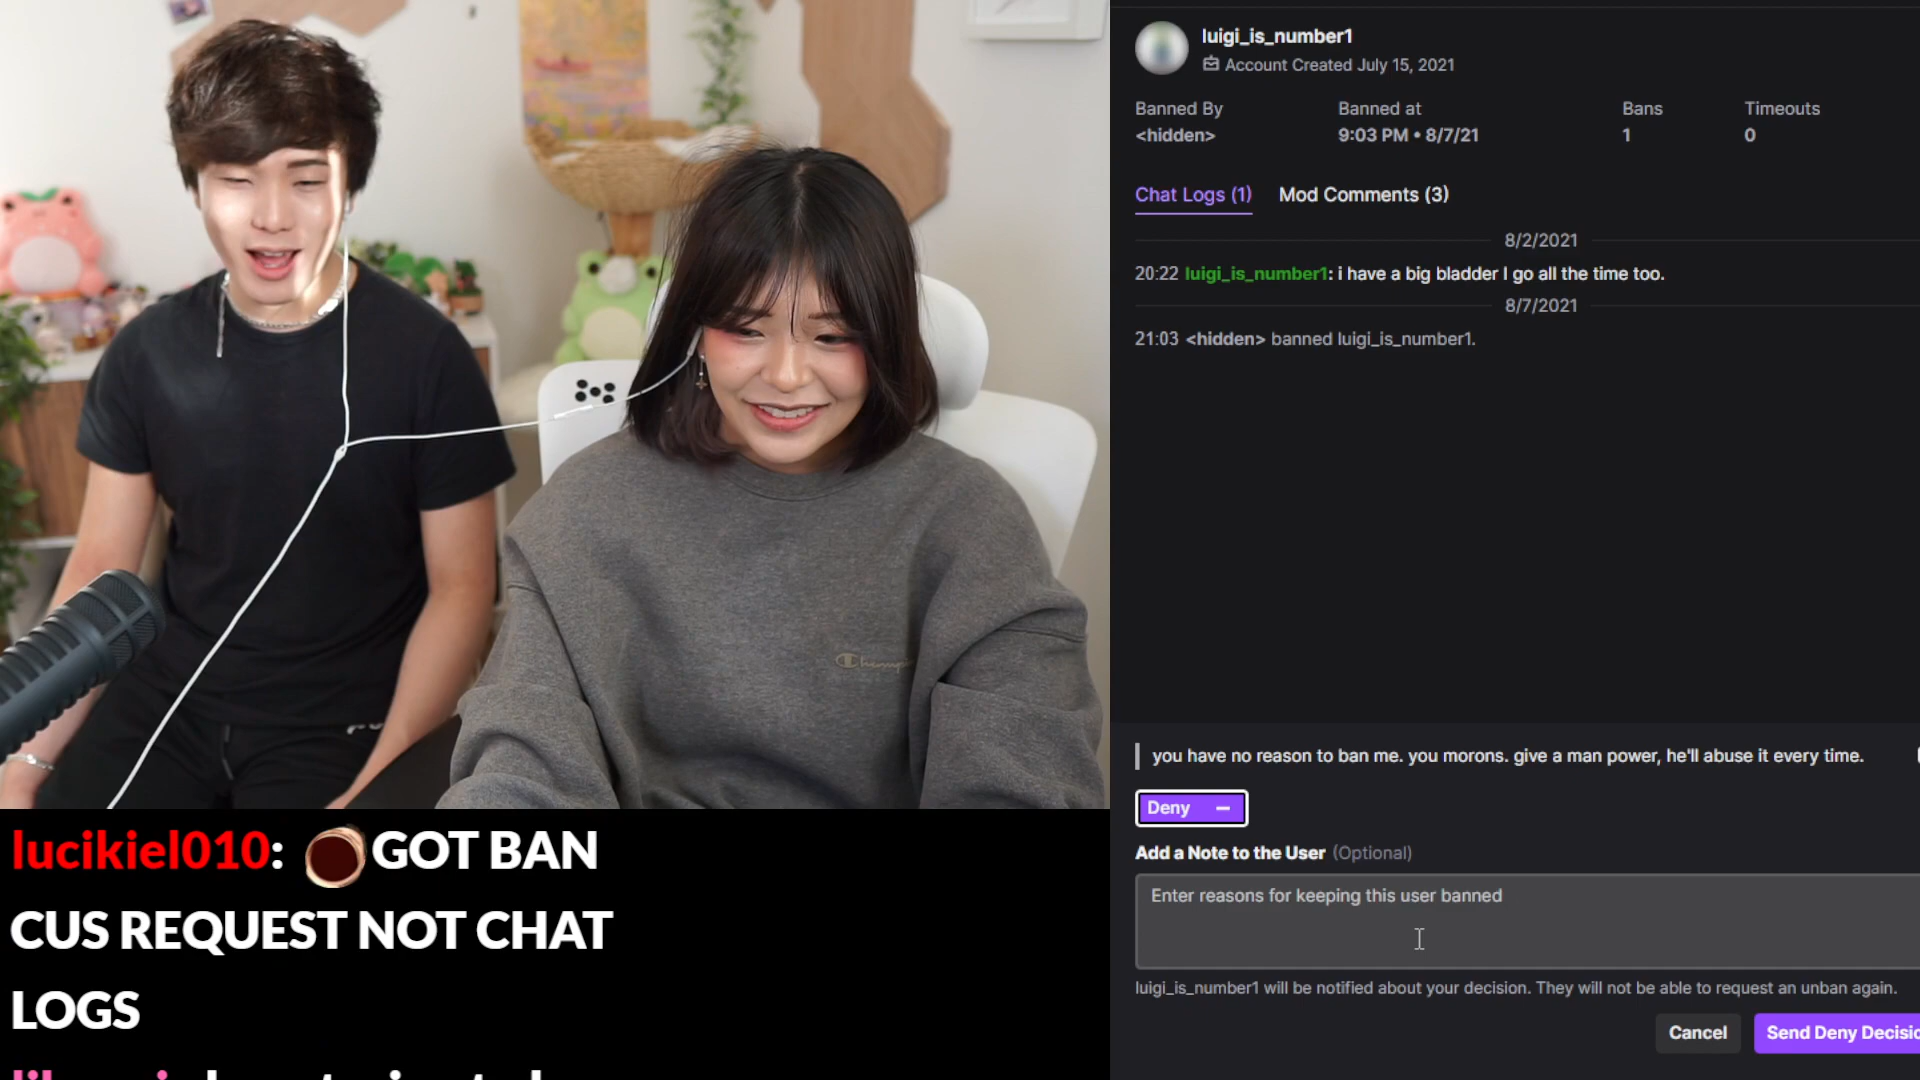 luigi_is_number1
Account Created July 15, 2021
Banned By
<hidden>
Banned at
9:03 PM • 8/7/21
Bans
1
Timeouts
0
Chat Logs (1)
Mod Comments (3)
8/2/2021
20:22 luigi_is_number1: i have a big bladder I go all the time too.
8/7/2021
21:03 <hidden> banned luigi_is_number1.
you have no reason to ban me. you morons. give a man power, he'll abuse it every time.
Deny
Add a Note to the User (Optional)
Enter reasons for keeping this user banned
luigi_is_number1 will be notified about your decision. They will not be able to request an unban again.
Cancel
Send Deny
Champ
lucikiel010: GOT BAN
CUS REQUEST NOT CHAT
LOGS